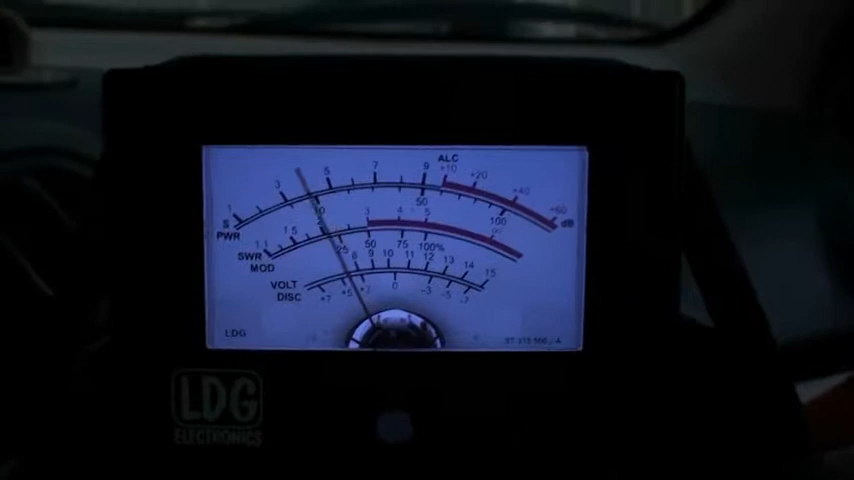 ALC
1 3 5 7 9 +10 +20 +40 +60
S dB
PWR 10 50 100
SWR 1.1 1.5 2 3 4 5 ∞
MOD 25 50 75 100%
VOLT 8 9 10 11 12 13 14 15
DISC +7 +5 +3 0 -3 -5 -7
LDG
LDG
ELECTRONICS